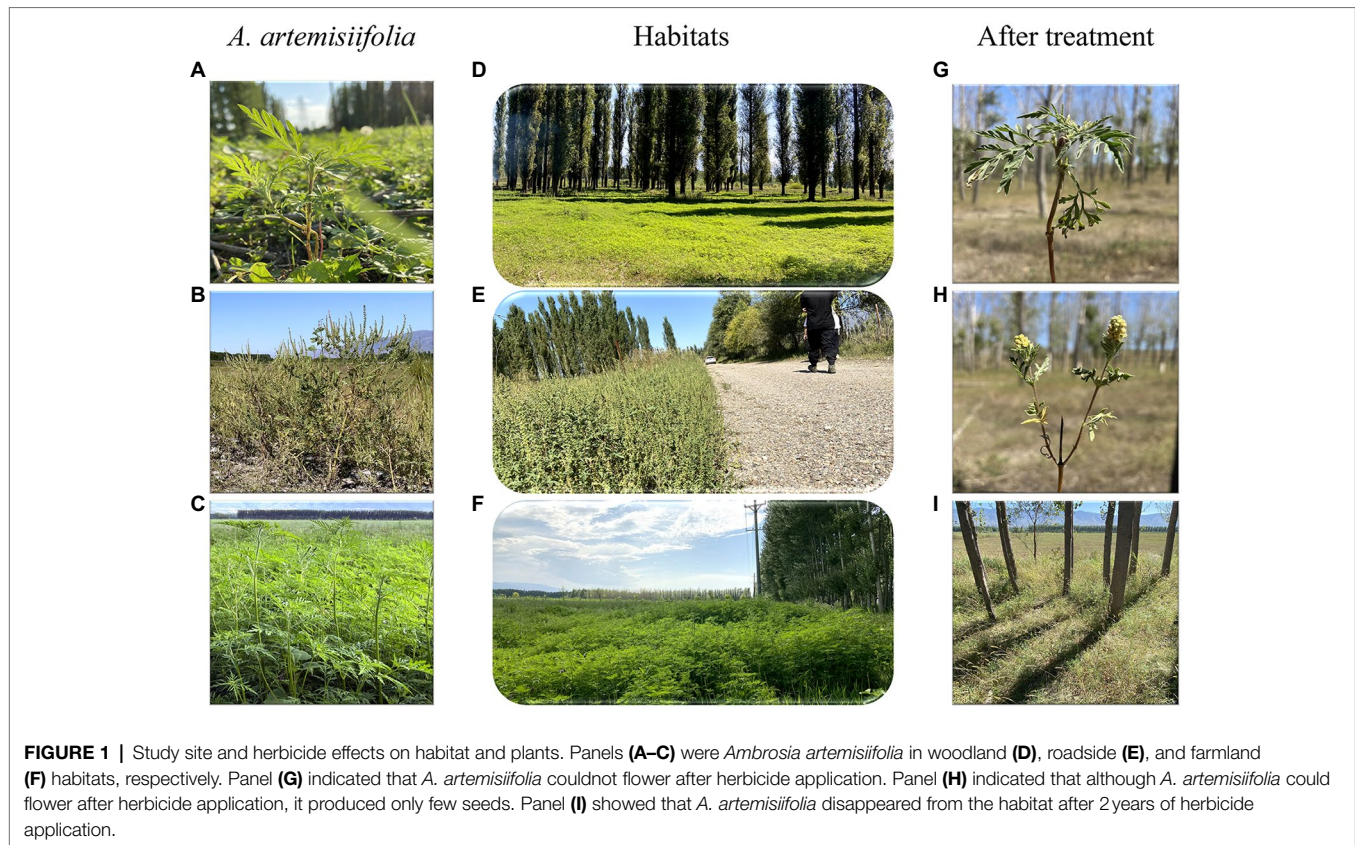 A. artemisiifolia
Habitats
After treatment
A
D
G
B
E
H
C
F
I
FIGURE 1 | Study site and herbicide effects on habitat and plants. Panels (A–C) were Ambrosia artemisiifolia in woodland (D), roadside (E), and farmland
(F) habitats, respectively. Panel (G) indicated that A. artemisiifolia couldnot flower after herbicide application. Panel (H) indicated that although A. artemisiifolia could
flower after herbicide application, it produced only few seeds. Panel (I) showed that A. artemisiifolia disappeared from the habitat after 2 years of herbicide
application.